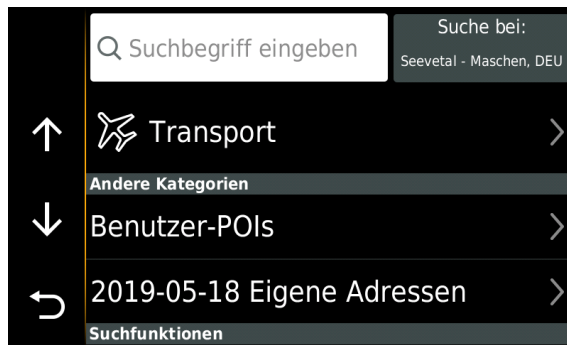 Suchbegriff eingeben
Suche bei:
Seevetal - Maschen, DEU
Transport
Andere Kategorien
Benutzer-POIs
2019-05-18 Eigene Adressen
Suchfunktionen